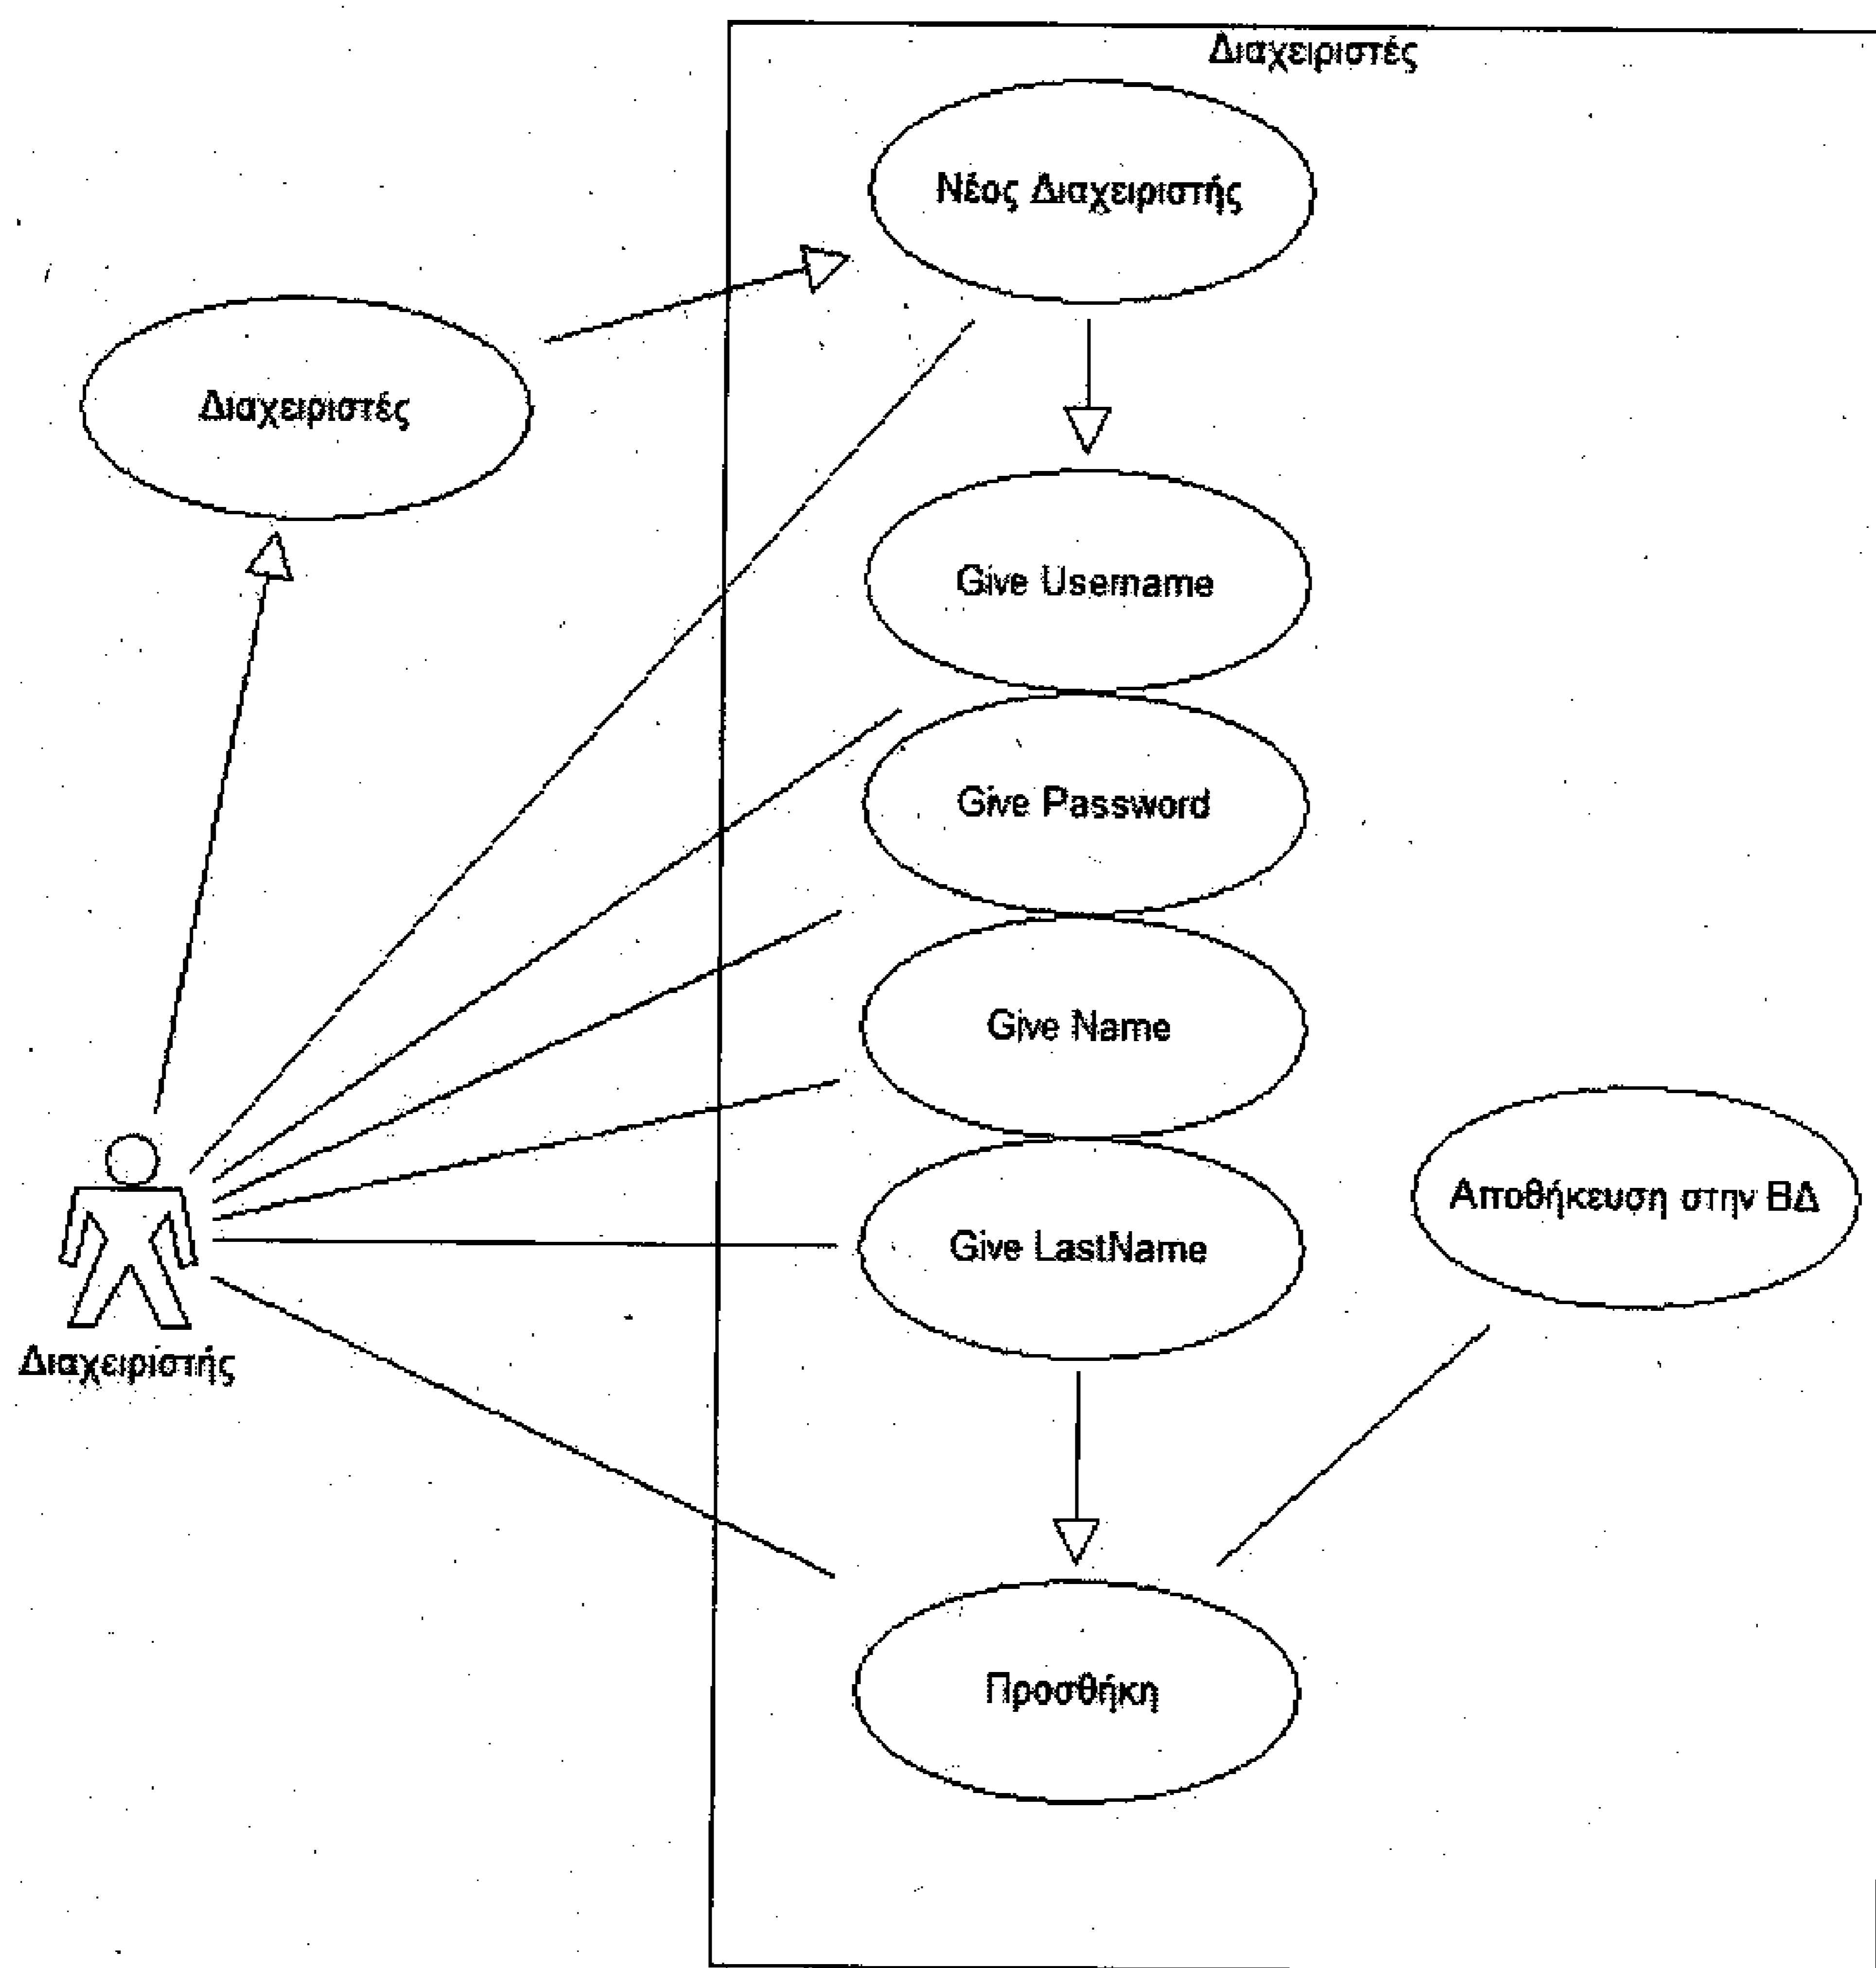 Διαχειριστές
Νέος Διαχειριστής
Διαχειριστές
Give Username
Give Password
Give Name
Give LastName
Αποθήκευση στην ΒΔ
Διαχειριστής
Προσθήκη